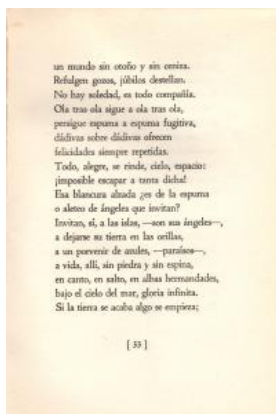 un mundo sin otoño y sin ceniza.
Refulgen gozos, júbilos destellan.
No hay soledad, es todo compañía.
Ola tras ola sigue a ola tras ola,
persigue espuma a espuma fugitiva,
dádivas sobre dádivas ofrecen
felicidades siempre repetidas.
Todo, alegre, se rinde, cielo, espacio:
¡imposible escapar a tanta dicha!
Esa blancura alzada ¿es de la espuma
o aleteo de ángeles que invitan?
Invitan, sí, a las islas, —son sus ángeles—,
a dejarse su tierra en las orillas,
a un porvenir de azules, —paraísos—,
a vida, allí, sin piedra y sin espina,
en canto, en salto, en albas hermandades,
bajo el cielo del mar, gloria infinita.
Si la tierra se acaba algo se empieza;
[ 33 ]